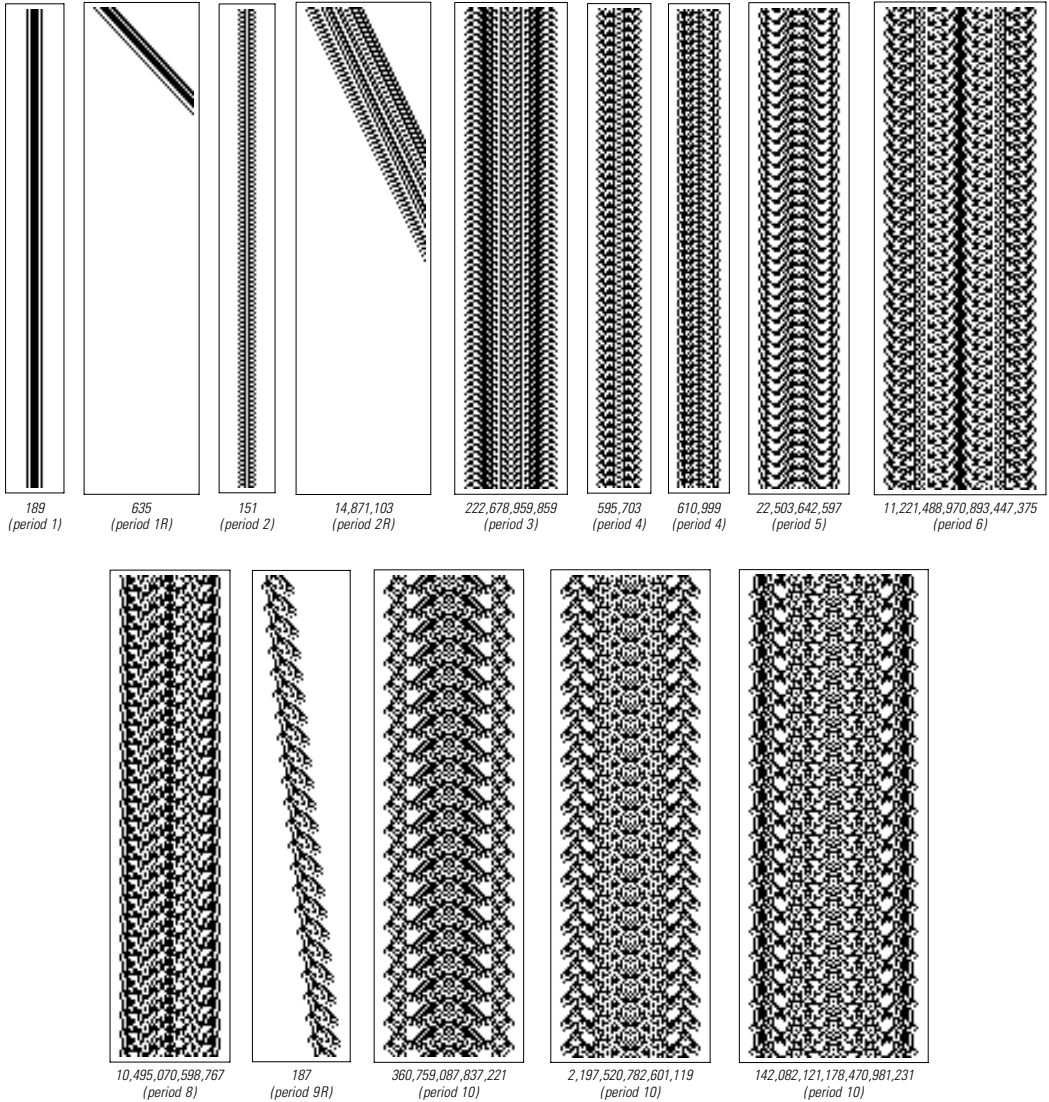 189
(period 1)
635
(period 1R)
151
(period 2)
14,871,103
(period 2R)
222,678,959,859
(period 3)
595,703
(period 4)
610,999
(period 4)
22,503,642,597
(period 5)
11,221,488,970,893,447,375
(period 6)
10,495,070,598,767
(period 8)
187
(period 9R)
360,759,087,837,221
(period 10)
2,197,520,782,601,119
(period 10)
142,082,121,178,470,981,231
(period 10)